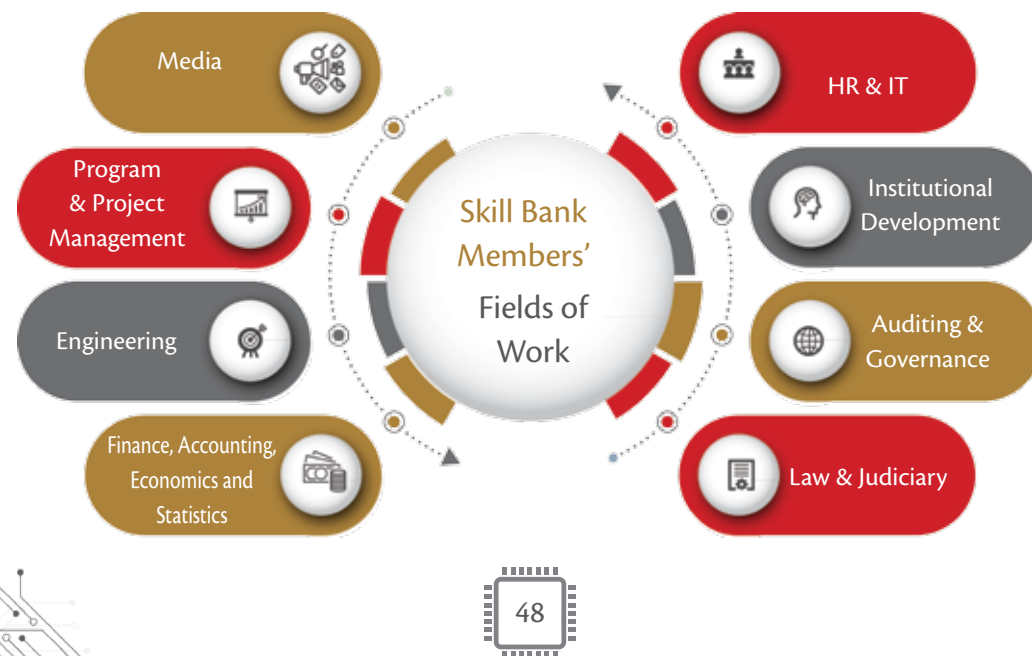 Media
Program
& Project
Management
Engineering
Finance, Accounting,
Economics and
Statistics
Skill Bank
Members’
Fields of
Work
HR & IT
Institutional
Development
Auditing &
Governance
Law & Judiciary
48